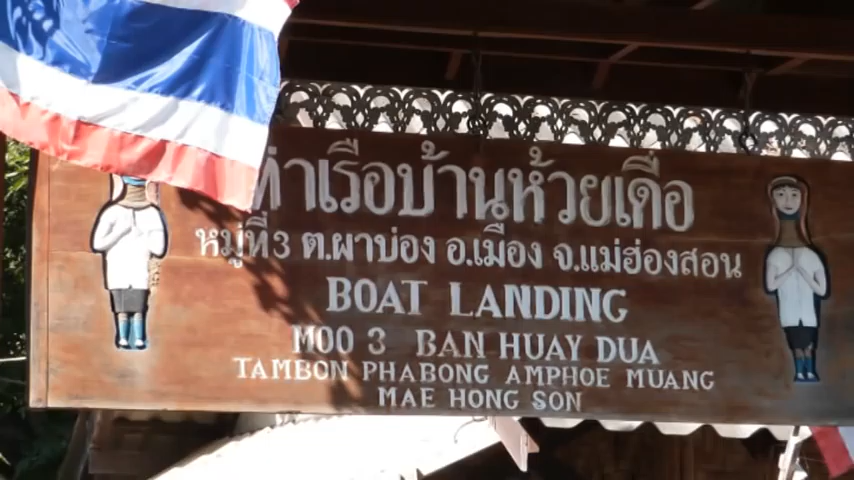 ท่าเรือบ้านห้วยเดือ
หมู่ที่3 ต.ผาบ่อง อ.เมือง จ.แม่ฮ่องสอน
BOAT LANDING
MOO 3 BAN HUAY DUA
TAMBON PHABONG AMPHOE MUANG
MAE HONG SON